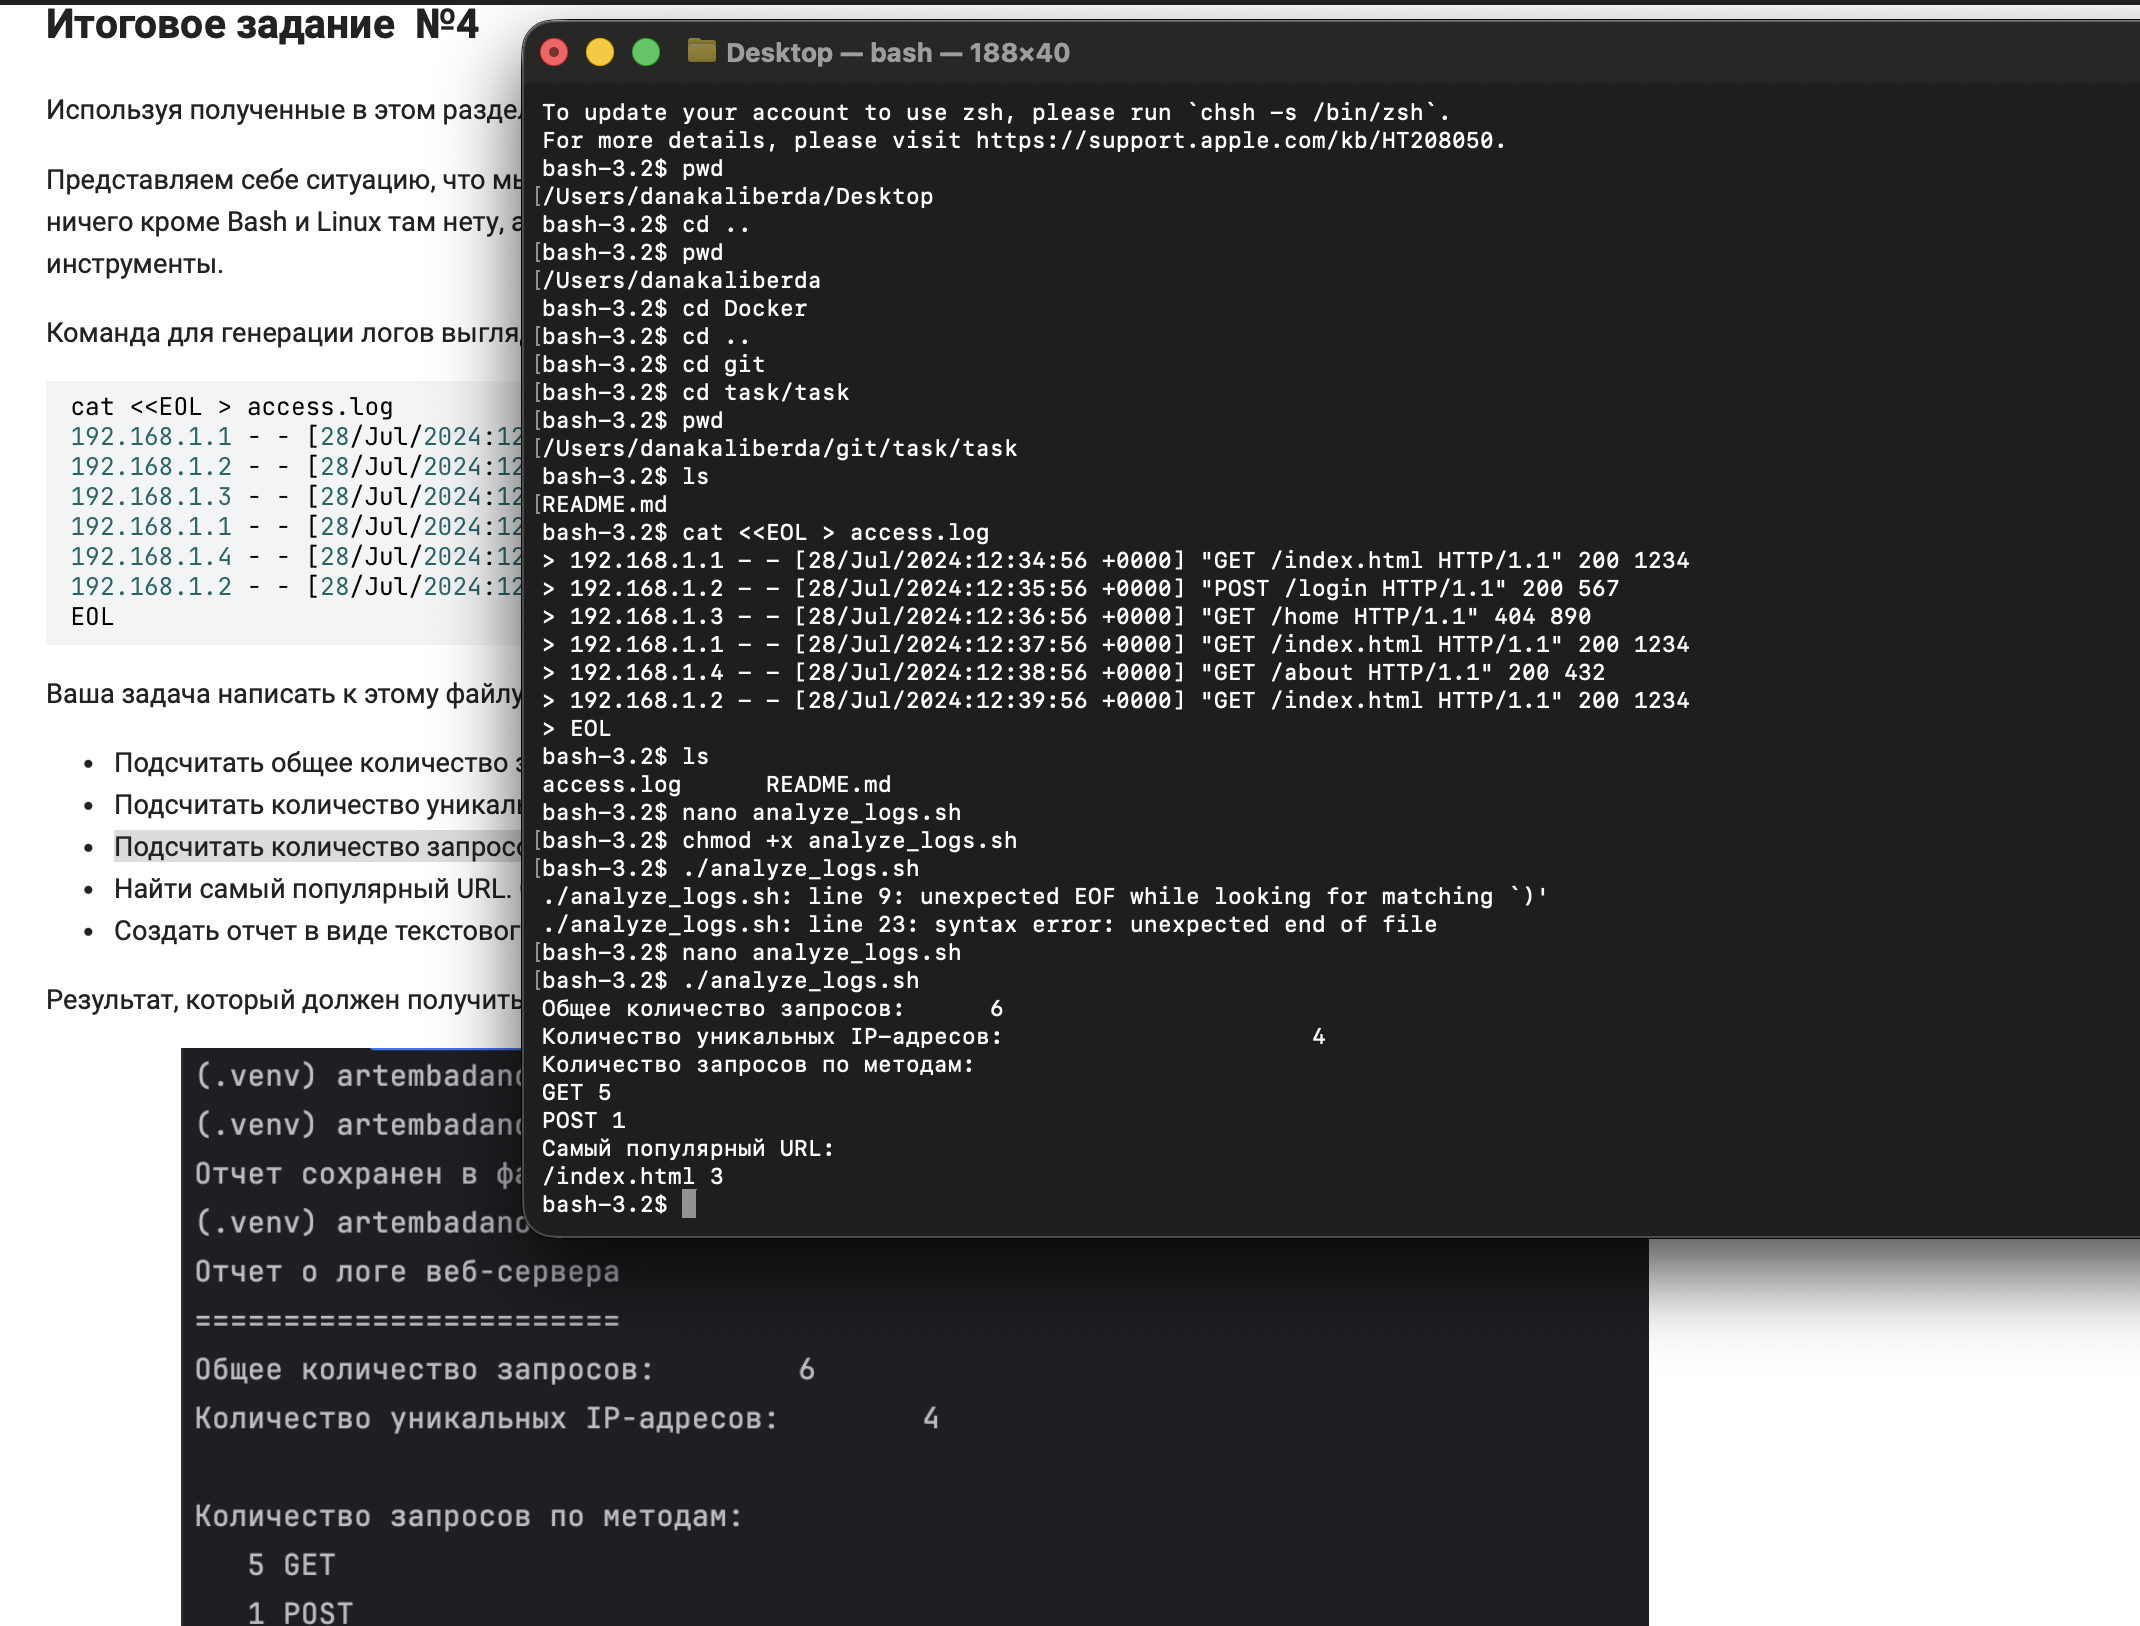 Итоговое задание №4
Используя полученные в этом
Представляем себе ситуацию, что
ничего кроме Bash и Linux там нету,
инструменты.
Команда для генерации логов
cat <<EOL > access.log
192.168.1.1 - - [28/Jul/2024:12
192.168.1.2 - - [28/Jul/2024:12
192.168.1.3 - - [28/Jul/2024:12
192.168.1.1 - - [28/Jul/2024:12
192.168.1.4 - - [28/Jul/2024:12
192.168.1.2 - - [28/Jul/2024:12
EOL
Ваша задача написать к этому файлу
• Подсчитать общее количество
• Подсчитать количество
• Подсчитать количество
• Найти самый популярный URL.
• Создать отчет в виде
Результат, который должен
(.venv)
(.venv)
Отчет сохранен в
(.venv)
Отчет о логе веб-сервера
========================
Общее количество запросов: 6
Количество уникальных IP-адресов: 4
Количество запросов по методам:
5 GET
1 POST
Desktop — bash — 188×40
To update your account to use zsh, please run `chsh -s /bin/zsh`.
For more details, please visit https://support.apple.com/kb/HT208050.
bash-3.2$ pwd
[/Users/danakaliberda/Desktop
bash-3.2$ cd ..
[bash-3.2$ pwd
[/Users/danakaliberda
bash-3.2$ cd Docker
[bash-3.2$ cd ..
[bash-3.2$ cd git
[bash-3.2$ cd task/task
[bash-3.2$ pwd
[/Users/danakaliberda/git/task/task
bash-3.2$ ls
[README.md
bash-3.2$ cat <<EOL > access.log
> 192.168.1.1 - - [28/Jul/2024:12:34:56 +0000] "GET /index.html HTTP/1.1" 200 1234
> 192.168.1.2 - - [28/Jul/2024:12:35:56 +0000] "POST /login HTTP/1.1" 200 567
> 192.168.1.3 - - [28/Jul/2024:12:36:56 +0000] "GET /home HTTP/1.1" 404 890
> 192.168.1.1 - - [28/Jul/2024:12:37:56 +0000] "GET /index.html HTTP/1.1" 200 1234
> 192.168.1.4 - - [28/Jul/2024:12:38:56 +0000] "GET /about HTTP/1.1" 200 432
> 192.168.1.2 - - [28/Jul/2024:12:39:56 +0000] "GET /index.html HTTP/1.1" 200 1234
> EOL
bash-3.2$ ls
access.log README.md
bash-3.2$ nano analyze_logs.sh
[bash-3.2$ chmod +x analyze_logs.sh
[bash-3.2$ ./analyze_logs.sh
./analyze_logs.sh: line 9: unexpected EOF while looking for matching `)'
./analyze_logs.sh: line 23: syntax error: unexpected end of file
[bash-3.2$ nano analyze_logs.sh
[bash-3.2$ ./analyze_logs.sh
Общее количество запросов: 6
Количество уникальных IP-адресов: 4
Количество запросов по методам:
GET 5
POST 1
Самый популярный URL:
/index.html 3
bash-3.2$